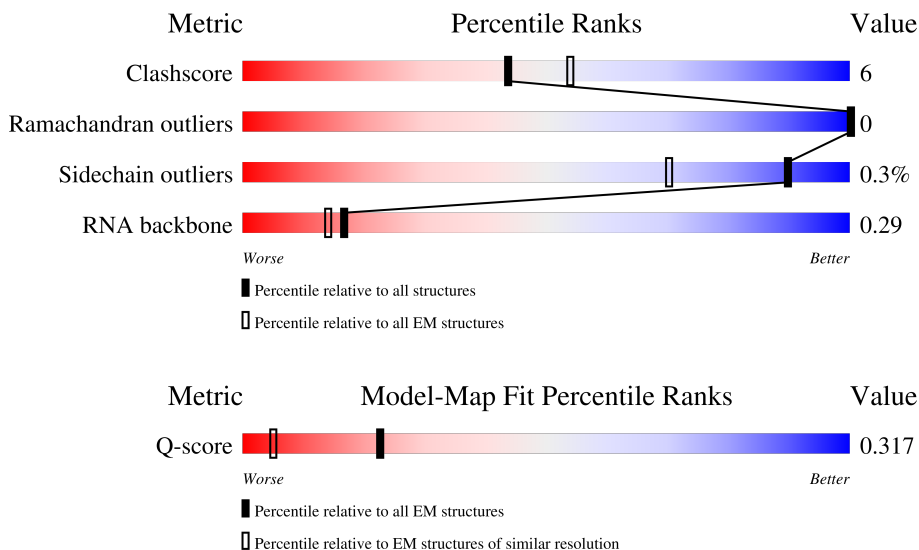 Metric Percentile Ranks Value
Clashscore 6
Ramachandran outliers 0
Sidechain outliers 0.3%
RNA backbone 0.29
Worse Better
Percentile relative to all structures
Percentile relative to all EM structures
Metric Model-Map Fit Percentile Ranks Value
Q-score 0.317
Worse Better
Percentile relative to all EM structures
Percentile relative to EM structures of similar resolution